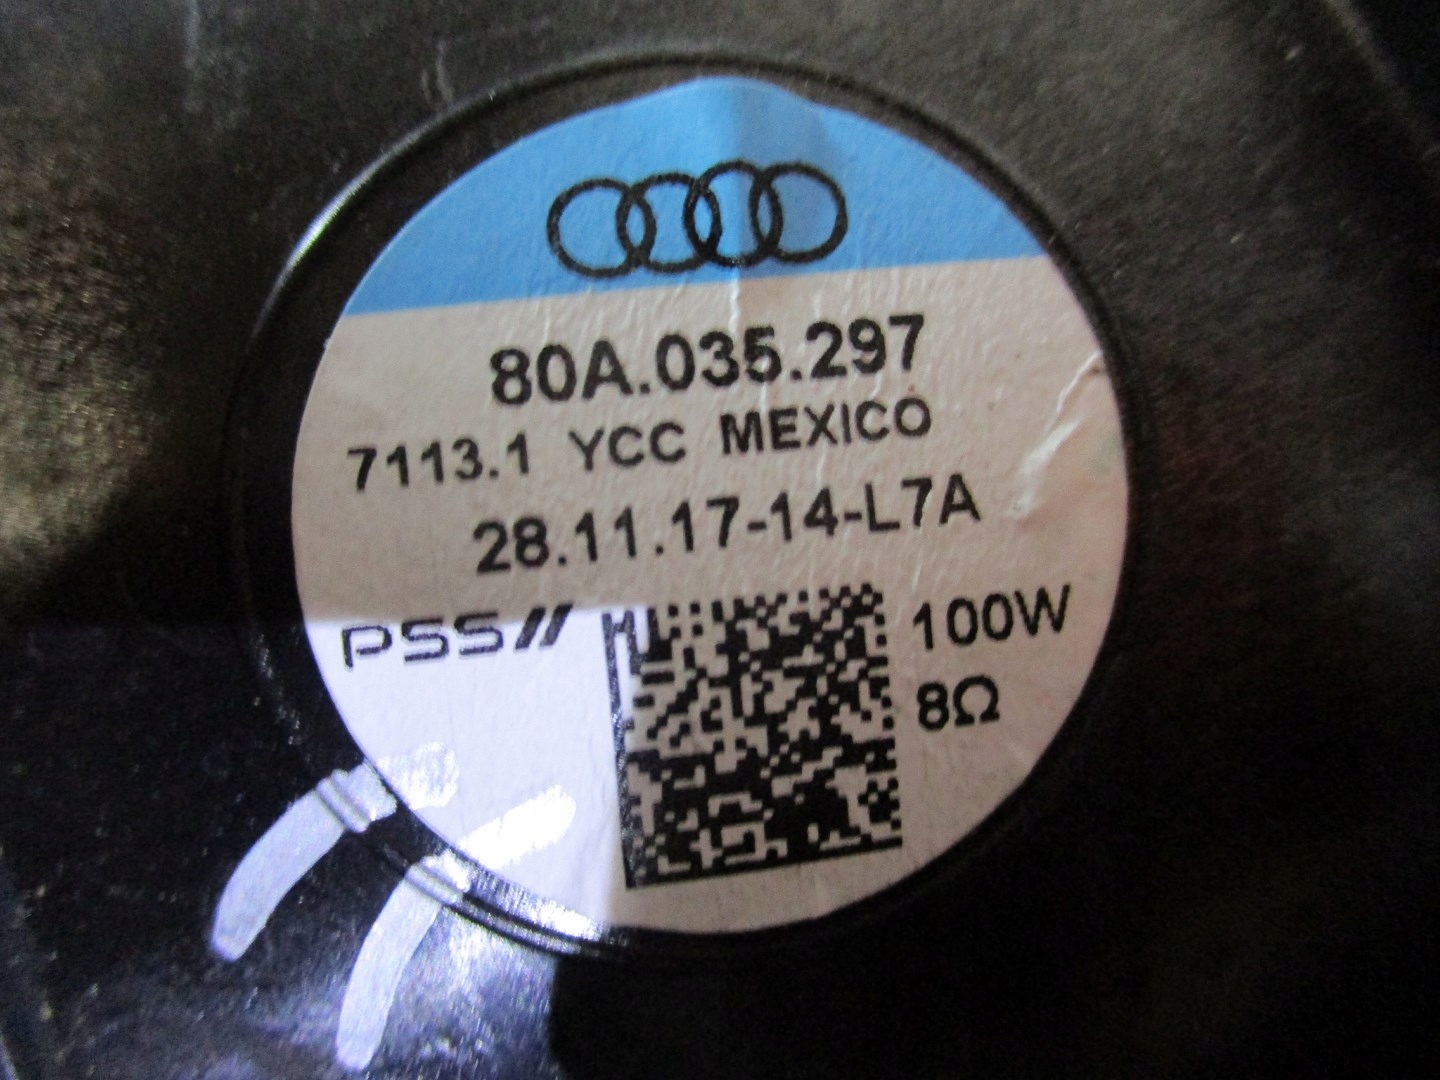 80A.035.297
7113.1 YCC MEXICO
28.11.17-14-L7A
PSS
100W
8Ω